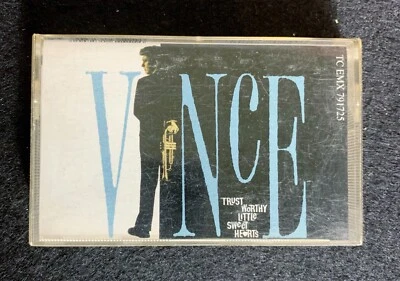 VINCE
TC EMX 791725
TRUST
WORTHY
LITTLE
SWEET
HEARTS